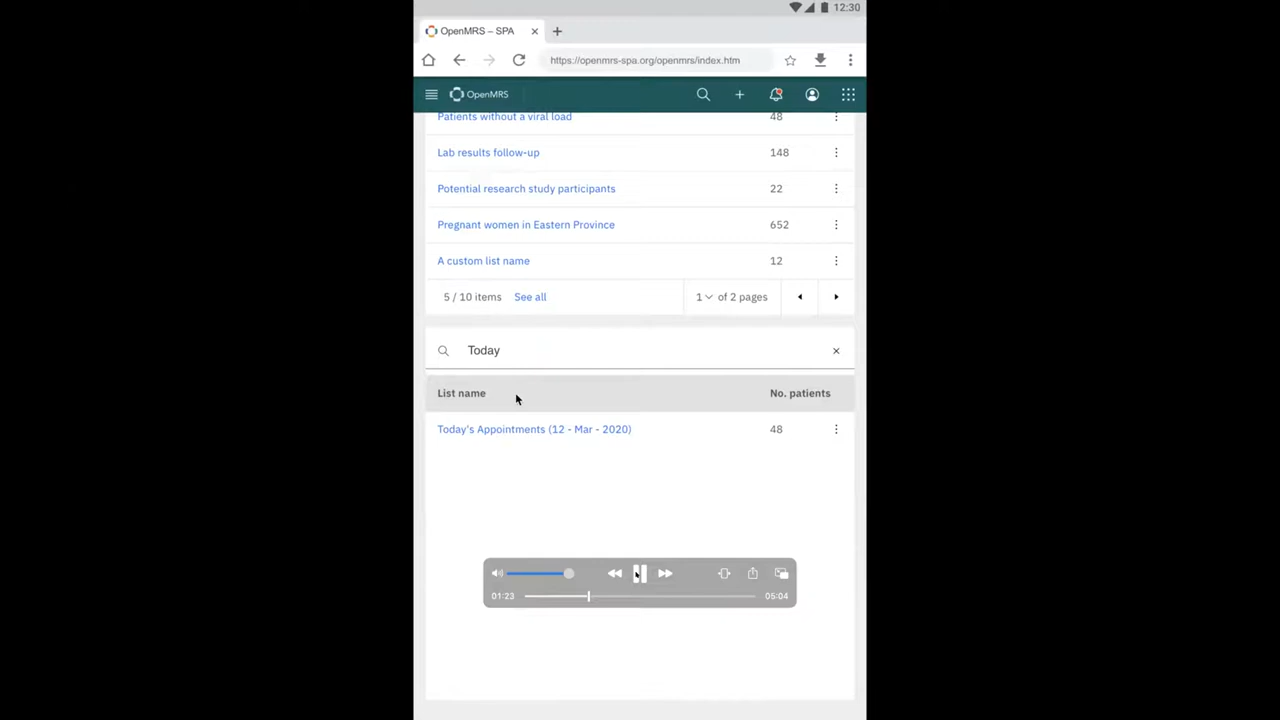 12:30
OpenMRS – SPA
https://openmrs-spa.org/openmrs/index.htm
OpenMRS
Patients without a viral load 48
Lab results follow-up 148
Potential research study participants 22
Pregnant women in Eastern Province 652
A custom list name 12
5 / 10 items See all 1 of 2 pages
Today
List name No. patients
Today's Appointments (12 - Mar - 2020) 48
01:23 05:04